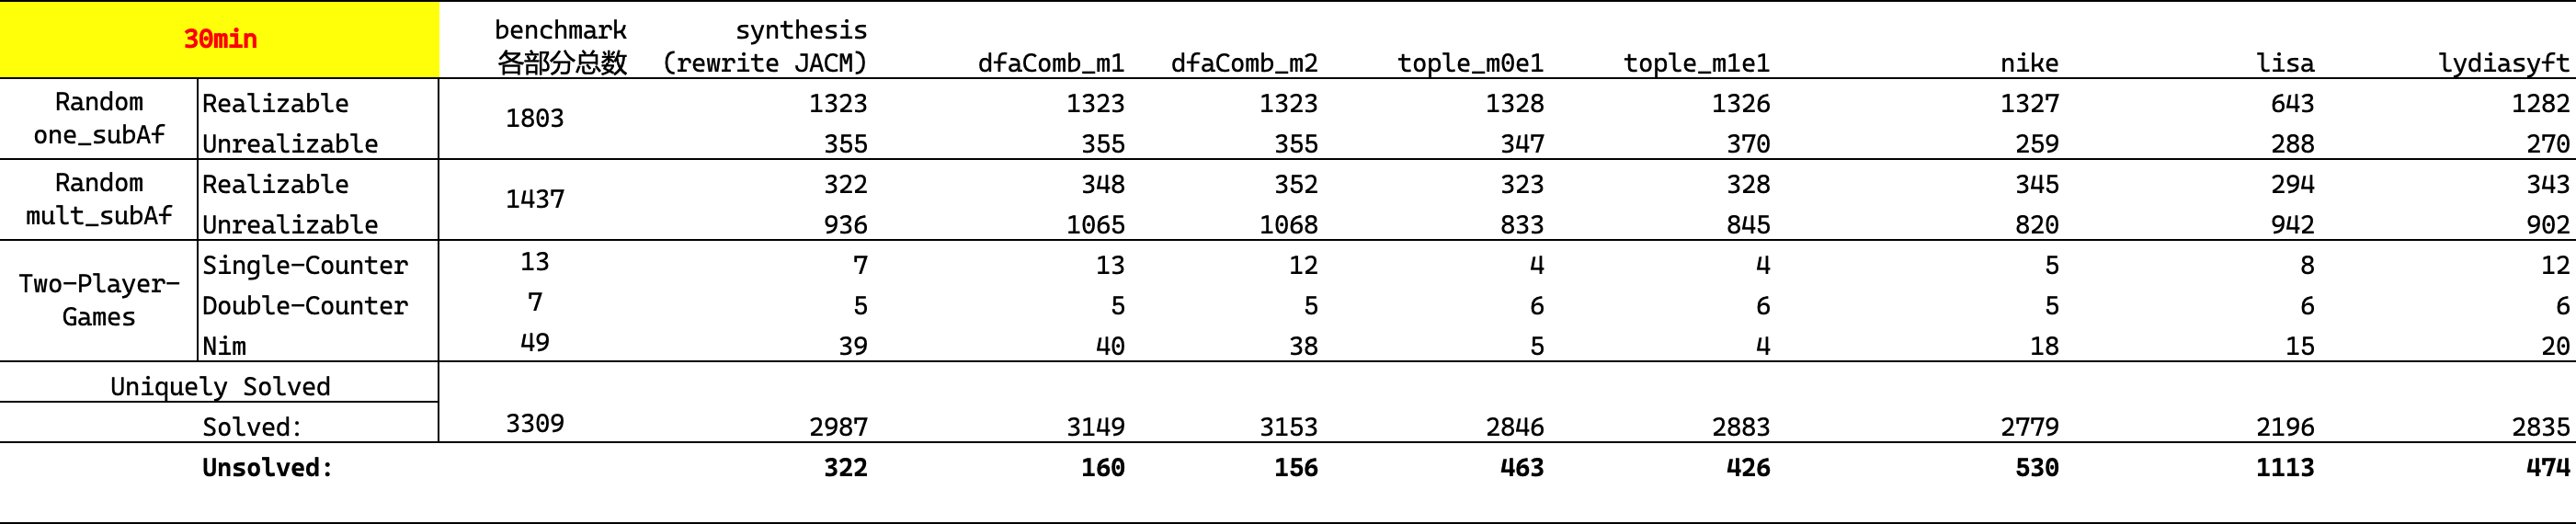 30min benchmark 各部分总数 synthesis (rewrite JACM) dfaComb_m1 dfaComb_m2 tople_m0e1 tople_m1e1 nike lisa lydiasyft
Random one_subAf Realizable 1803 1323 1323 1323 1328 1326 1327 643 1282
Unrealizable 355 355 355 347 370 259 288 270
Random mult_subAf Realizable 1437 322 348 352 323 328 345 294 343
Unrealizable 936 1065 1068 833 845 820 942 902
Two-Player-Games Single-Counter 13 7 13 12 4 4 5 8 12
Double-Counter 7 5 5 5 6 6 5 6 6
Nim 49 39 40 38 5 4 18 15 20
Uniquely Solved
Solved: 3309 2987 3149 3153 2846 2883 2779 2196 2835
Unsolved: 322 160 156 463 426 530 1113 474